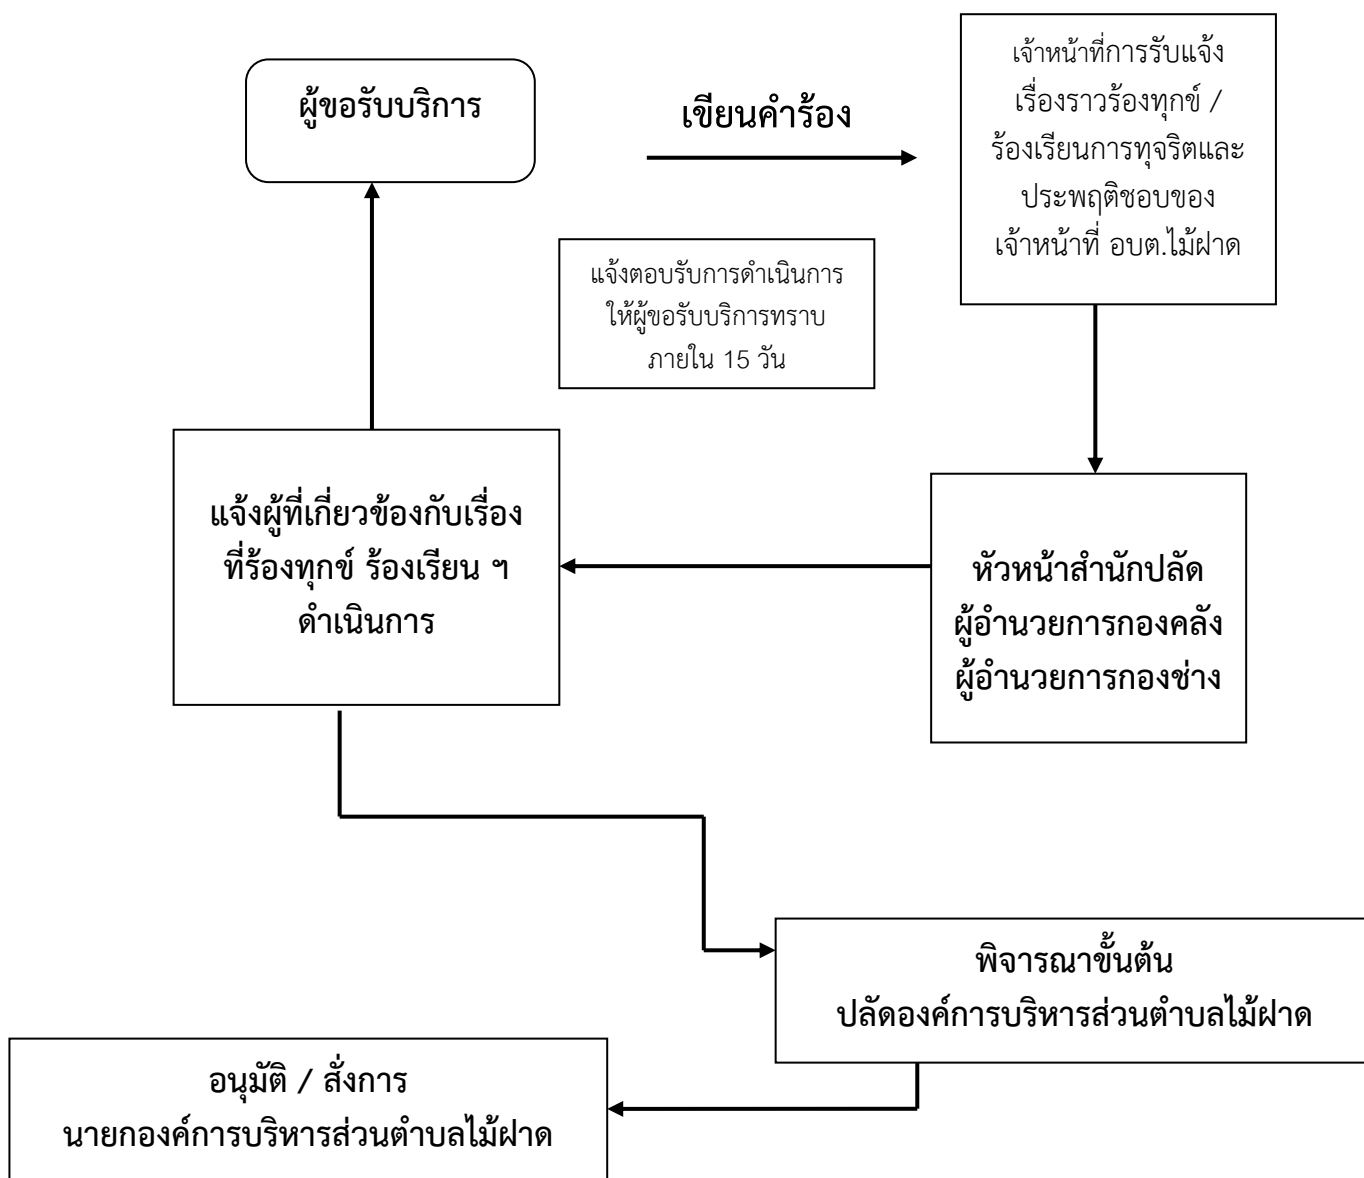 ผู้ขอรับบริการ
เขียนคำร้อง
เจ้าหน้าที่การรับแจ้ง
เรื่องราวร้องทุกข์ /
ร้องเรียนการทุจริตและ
ประพฤติชอบของ
เจ้าหน้าที่ อบต.ไม้ฝาด
แจ้งตอบรับการดำเนินการ
ให้ผู้ขอรับบริการทราบ
ภายใน 15 วัน
แจ้งผู้ที่เกี่ยวข้องกับเรื่อง
ที่ร้องทุกข์ ร้องเรียน ฯ
ดำเนินการ
หัวหน้าสำนักปลัด
ผู้อำนวยการกองคลัง
ผู้อำนวยการกองช่าง
พิจารณาขั้นต้น
ปลัดองค์การบริหารส่วนตำบลไม้ฝาด
อนุมัติ / สั่งการ
นายกองค์การบริหารส่วนตำบลไม้ฝาด